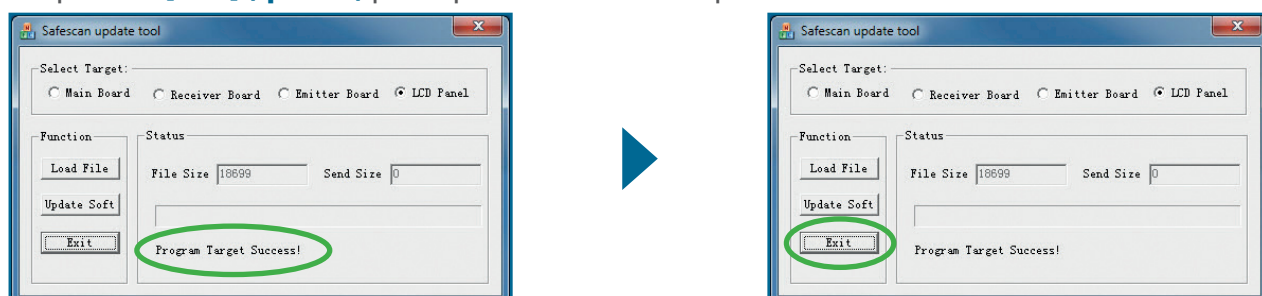 Safescan update tool
Select Target:
Main Board Receiver Board Emitter Board LCD Panel
Function Status
Load File File Size 18699 Send Size 0
Update Soft
Exit Program Target Success!
Safescan update tool
Select Target:
Main Board Receiver Board Emitter Board LCD Panel
Function Status
Load File File Size 18699 Send Size 0
Update Soft
Exit Program Target Success!